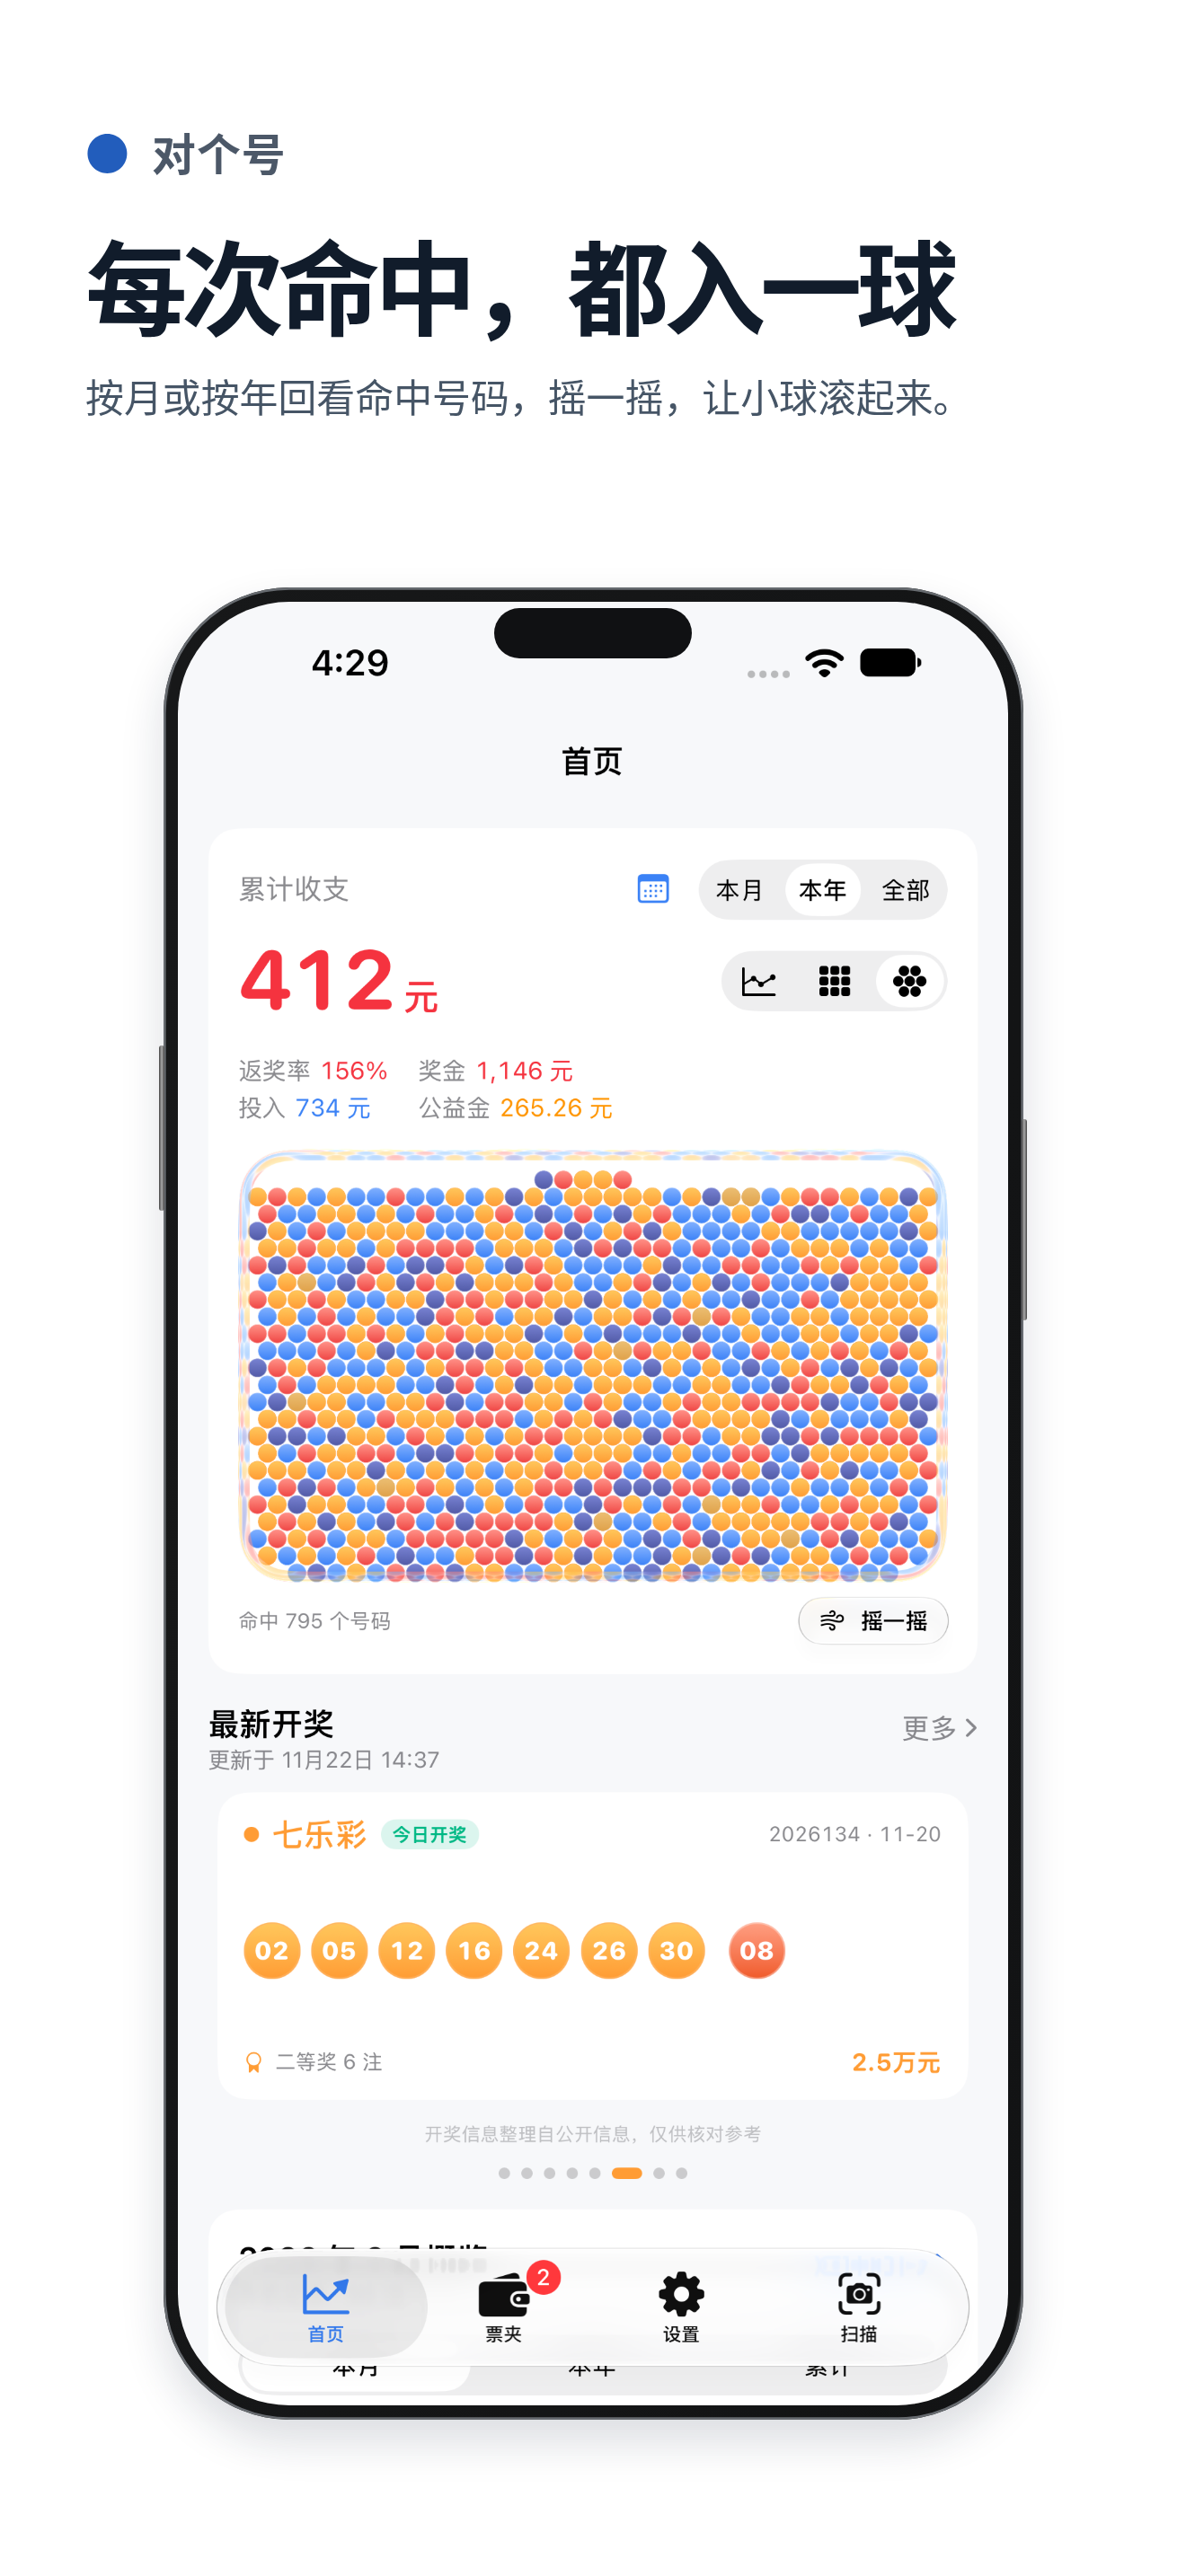 对个号
每次命中，都入一球
按月或按年回看命中号码，摇一摇，让小球滚起来。
4:29
首页
累计收支
本月 本年 全部
412 元
返奖率 156% 奖金 1,146 元
投入 734 元 公益金 265.26 元
命中 795 个号码
摇一摇
最新开奖
更多
更新于 11月22日 14:37
七乐彩 今日开奖 2026134 · 11-20
02 05 12 16 24 26 30 08
二等奖 6 注 2.5万元
开奖信息整理自公开信息，仅供核对参考
2
首页 票夹 设置 扫描
本月 本年 累计